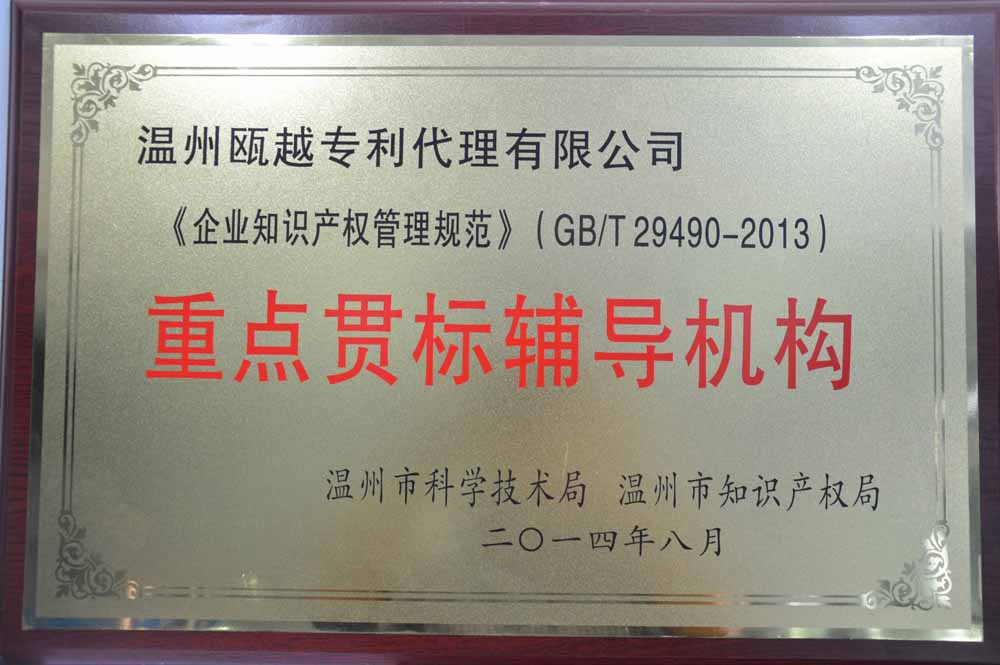 温州瓯越专利代理有限公司
《企业知识产权管理规范》(GB/T 29490-2013)
重点贯标辅导机构
温州市科学技术局 温州市知识产权局
二〇一四年八月